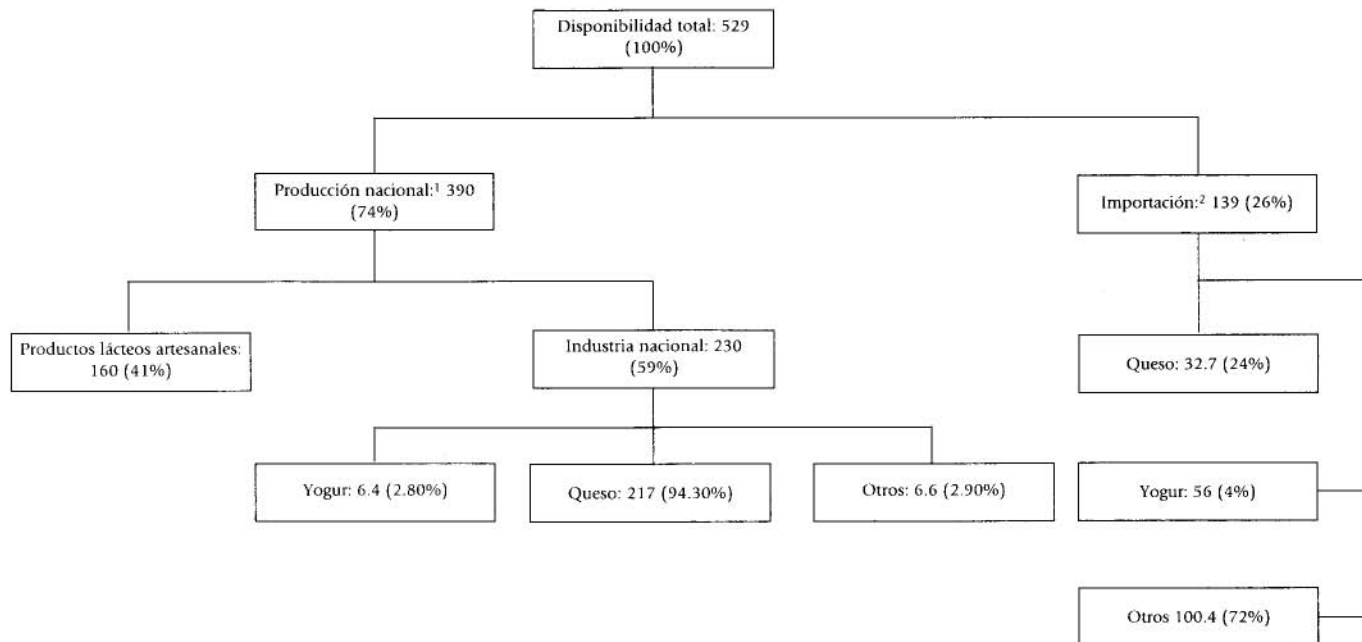 Disponibilidad total: 529
(100%)
Producción nacional:¹ 390
(74%)
Importación:² 139 (26%)
Productos lácteos artesanales:
160 (41%)
Industria nacional: 230
(59%)
Queso: 32.7 (24%)
Yogur: 6.4 (2.80%)
Queso: 217 (94.30%)
Otros: 6.6 (2.90%)
Yogur: 56 (4%)
Otros 100.4 (72%)